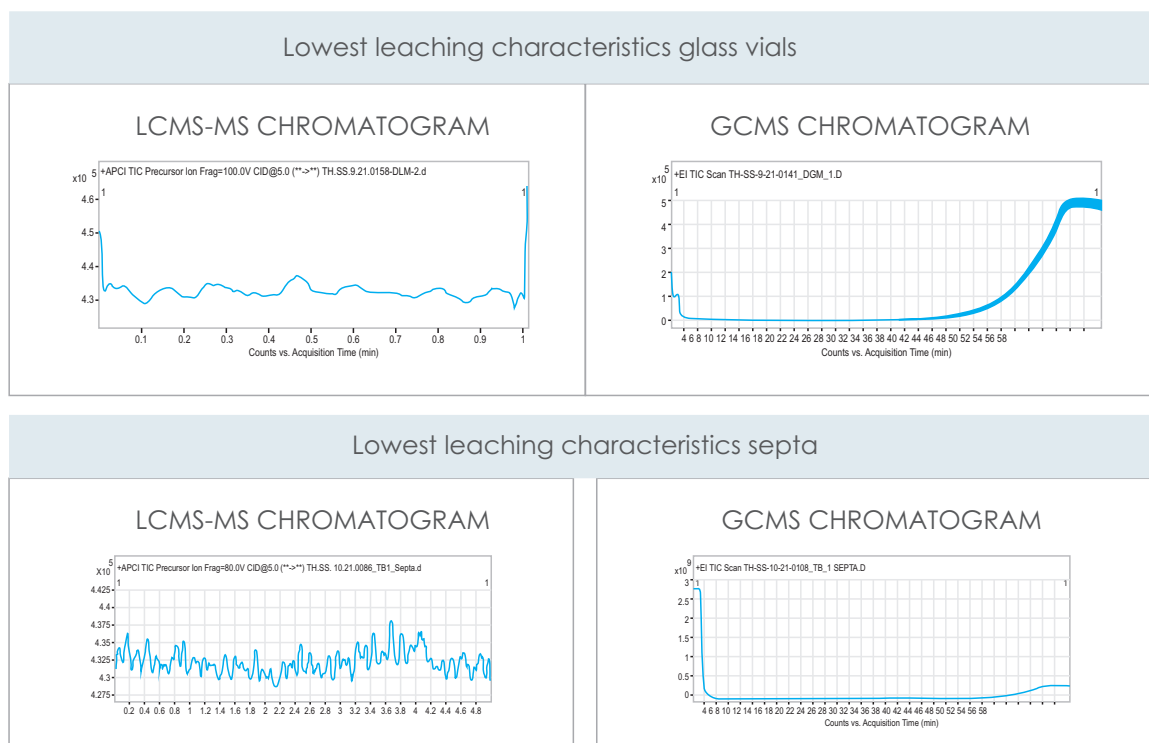 Lowest leaching characteristics glass vials
LCMS-MS CHROMATOGRAM
x10 5
+APCI TIC Precursor Ion Frag=100.0V CID@5.0 (**->**) TH.SS.9.21.0158-DLM-2.d
1 1
4.6
4.5
4.4
4.3
0.1 0.2 0.3 0.4 0.5 0.6 0.7 0.8 0.9 1
Counts vs. Acquisition Time (min)
GCMS CHROMATOGRAM
x10 5
+EI TIC Scan TH-SS-9-21-0141_DGM_1.D
1 1
5
4
3
2
1
0
4 6 8 10 12 14 16 18 20 22 24 26 28 30 32 34 36 38 40 42 44 46 48 50 52 54 56 58
Counts vs. Acquisition Time (min)
Lowest leaching characteristics septa
LCMS-MS CHROMATOGRAM
X10 5
+APCI TIC Precursor Ion Frag=80.0V CID@5.0 (**->**) TH.SS. 10.21.0086_TB1_Septa.d
1 1
4.425
4.4
4.375
4.35
4.325
4.3
4.275
0.2 0.4 0.6 0.8 1 1.2 1.4 1.6 1.8 2 2.2 2.4 2.6 2.8 3 3.2 3.4 3.6 3.8 4 4.2 4.4 4.6 4.8
GCMS CHROMATOGRAM
x10 9
+EI TIC Scan TH-SS-10-21-0108_TB_1 SEPTA.D
1 1
3
2.5
2
1.5
1
0.5
0
4 6 8 10 12 14 16 18 20 22 24 26 28 30 32 34 36 38 40 42 44 46 48 50 52 54 56 58
Counts vs. Acquisition Time (min)